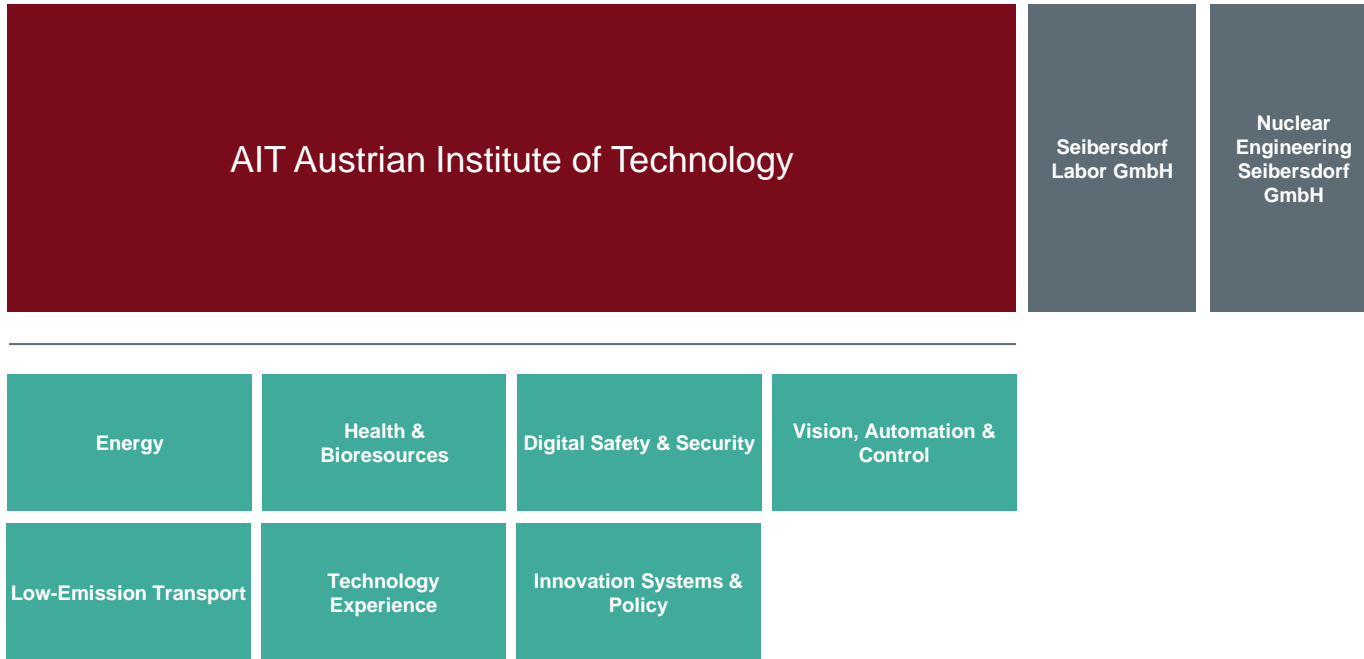 AIT Austrian Institute of Technology
Seibersdorf
Labor GmbH
Nuclear
Engineering
Seibersdorf
GmbH
Energy
Health &
Bioresources
Digital Safety & Security
Vision, Automation &
Control
Low-Emission Transport
Technology
Experience
Innovation Systems &
Policy